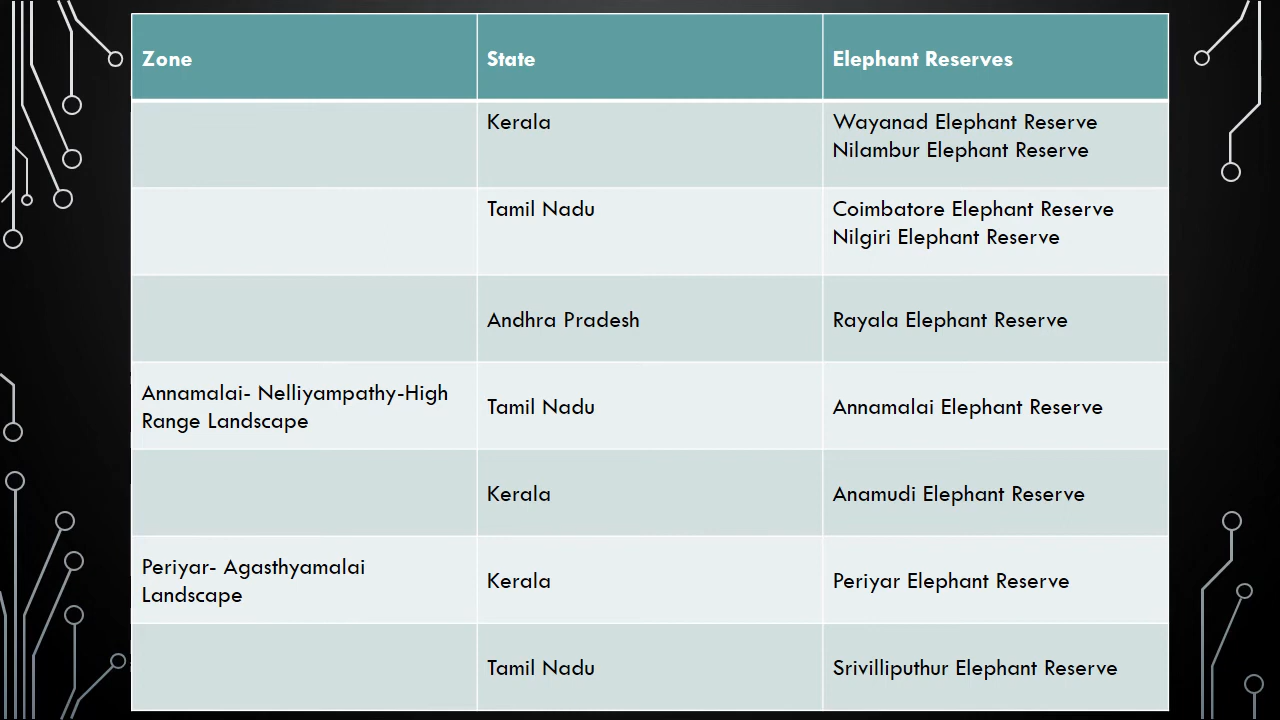 Zone State Elephant Reserves
Kerala Wayanad Elephant Reserve
Nilambur Elephant Reserve
Tamil Nadu Coimbatore Elephant Reserve
Nilgiri Elephant Reserve
Andhra Pradesh Rayala Elephant Reserve
Annamalai- Nelliyampathy-High
Range Landscape Tamil Nadu Annamalai Elephant Reserve
Kerala Anamudi Elephant Reserve
Periyar- Agasthyamalai
Landscape Kerala Periyar Elephant Reserve
Tamil Nadu Srivilliputhur Elephant Reserve